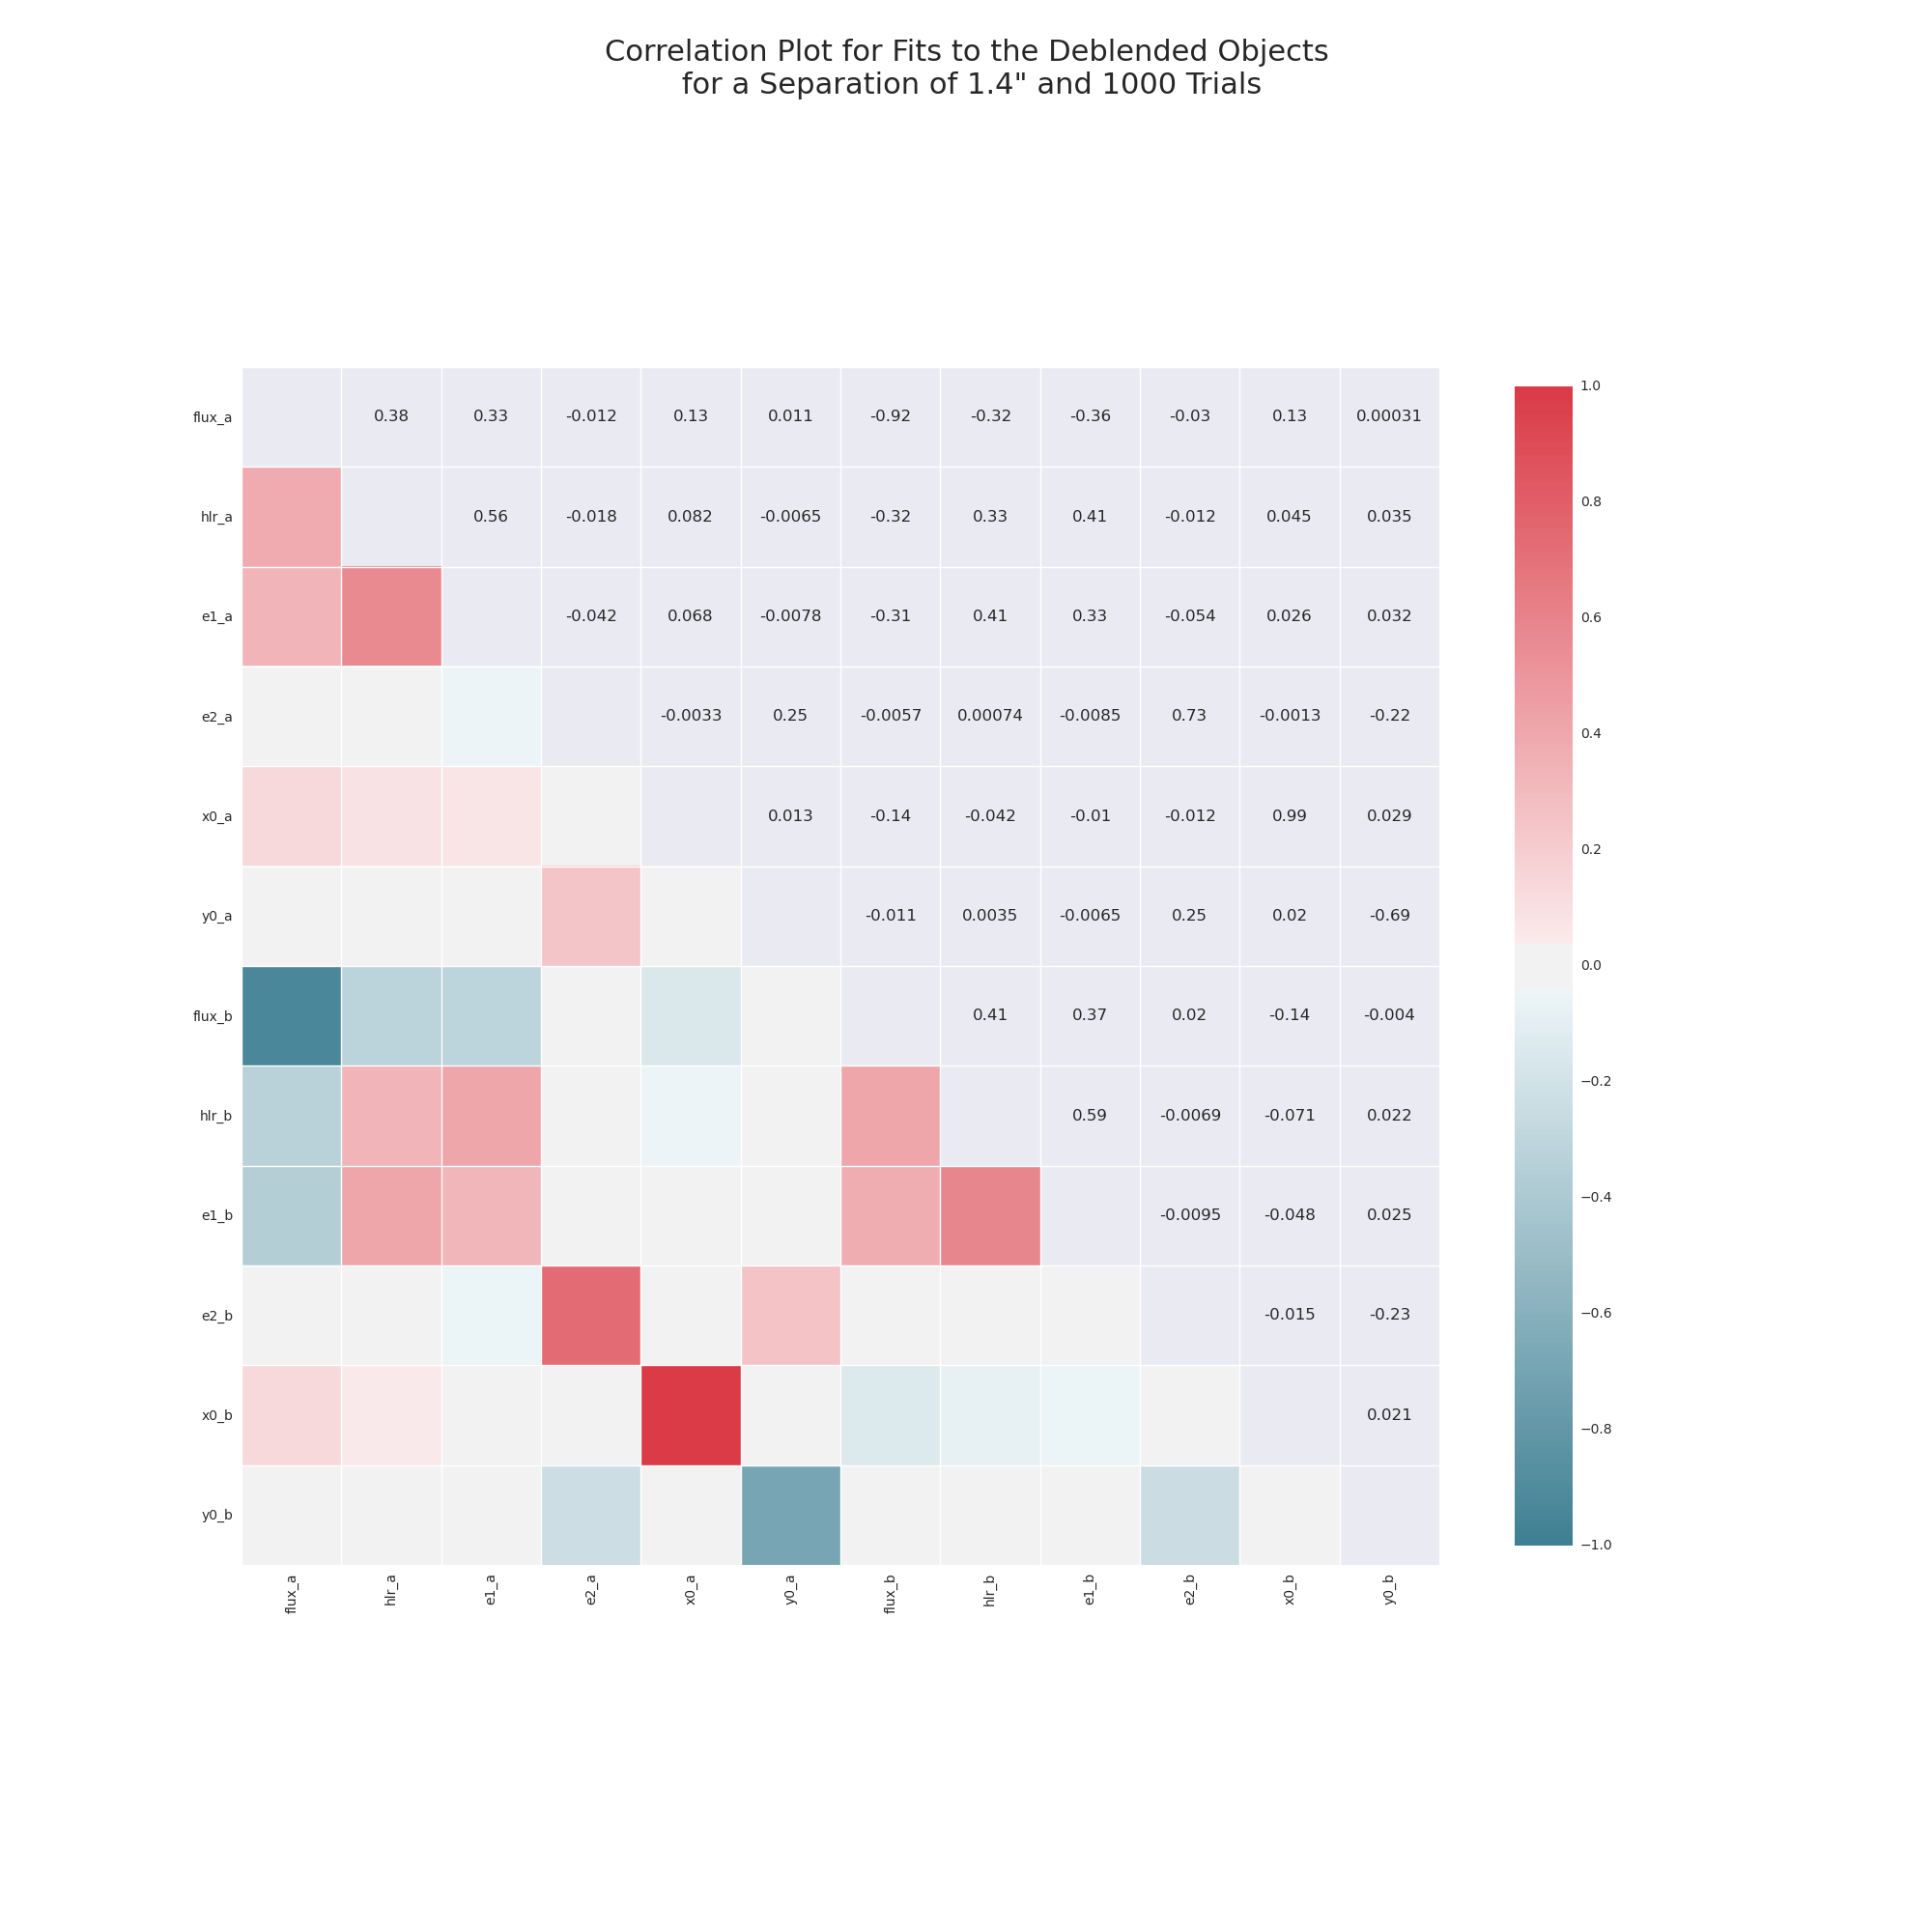 Correlation Plot for Fits to the Deblended Objects
for a Separation of 1.4" and 1000 Trials
flux_a 0.38 0.33 -0.012 0.13 0.011 -0.92 -0.32 -0.36 -0.03 0.13 0.00031
hlr_a 0.56 -0.018 0.082 -0.0065 -0.32 0.33 0.41 -0.012 0.045 0.035
e1_a -0.042 0.068 -0.0078 -0.31 0.41 0.33 -0.054 0.026 0.032
e2_a -0.0033 0.25 -0.0057 0.00074 -0.0085 0.73 -0.0013 -0.22
x0_a 0.013 -0.14 -0.042 -0.01 -0.012 0.99 0.029
y0_a -0.011 0.0035 -0.0065 0.25 0.02 -0.69
flux_b 0.41 0.37 0.02 -0.14 -0.004
hlr_b 0.59 -0.0069 -0.071 0.022
e1_b -0.0095 -0.048 0.025
e2_b -0.015 -0.23
x0_b 0.021
y0_b
flux_a hlr_a e1_a e2_a x0_a y0_a flux_b hlr_b e1_b e2_b x0_b y0_b
1.0
0.8
0.6
0.4
0.2
0.0
−0.2
−0.4
−0.6
−0.8
−1.0